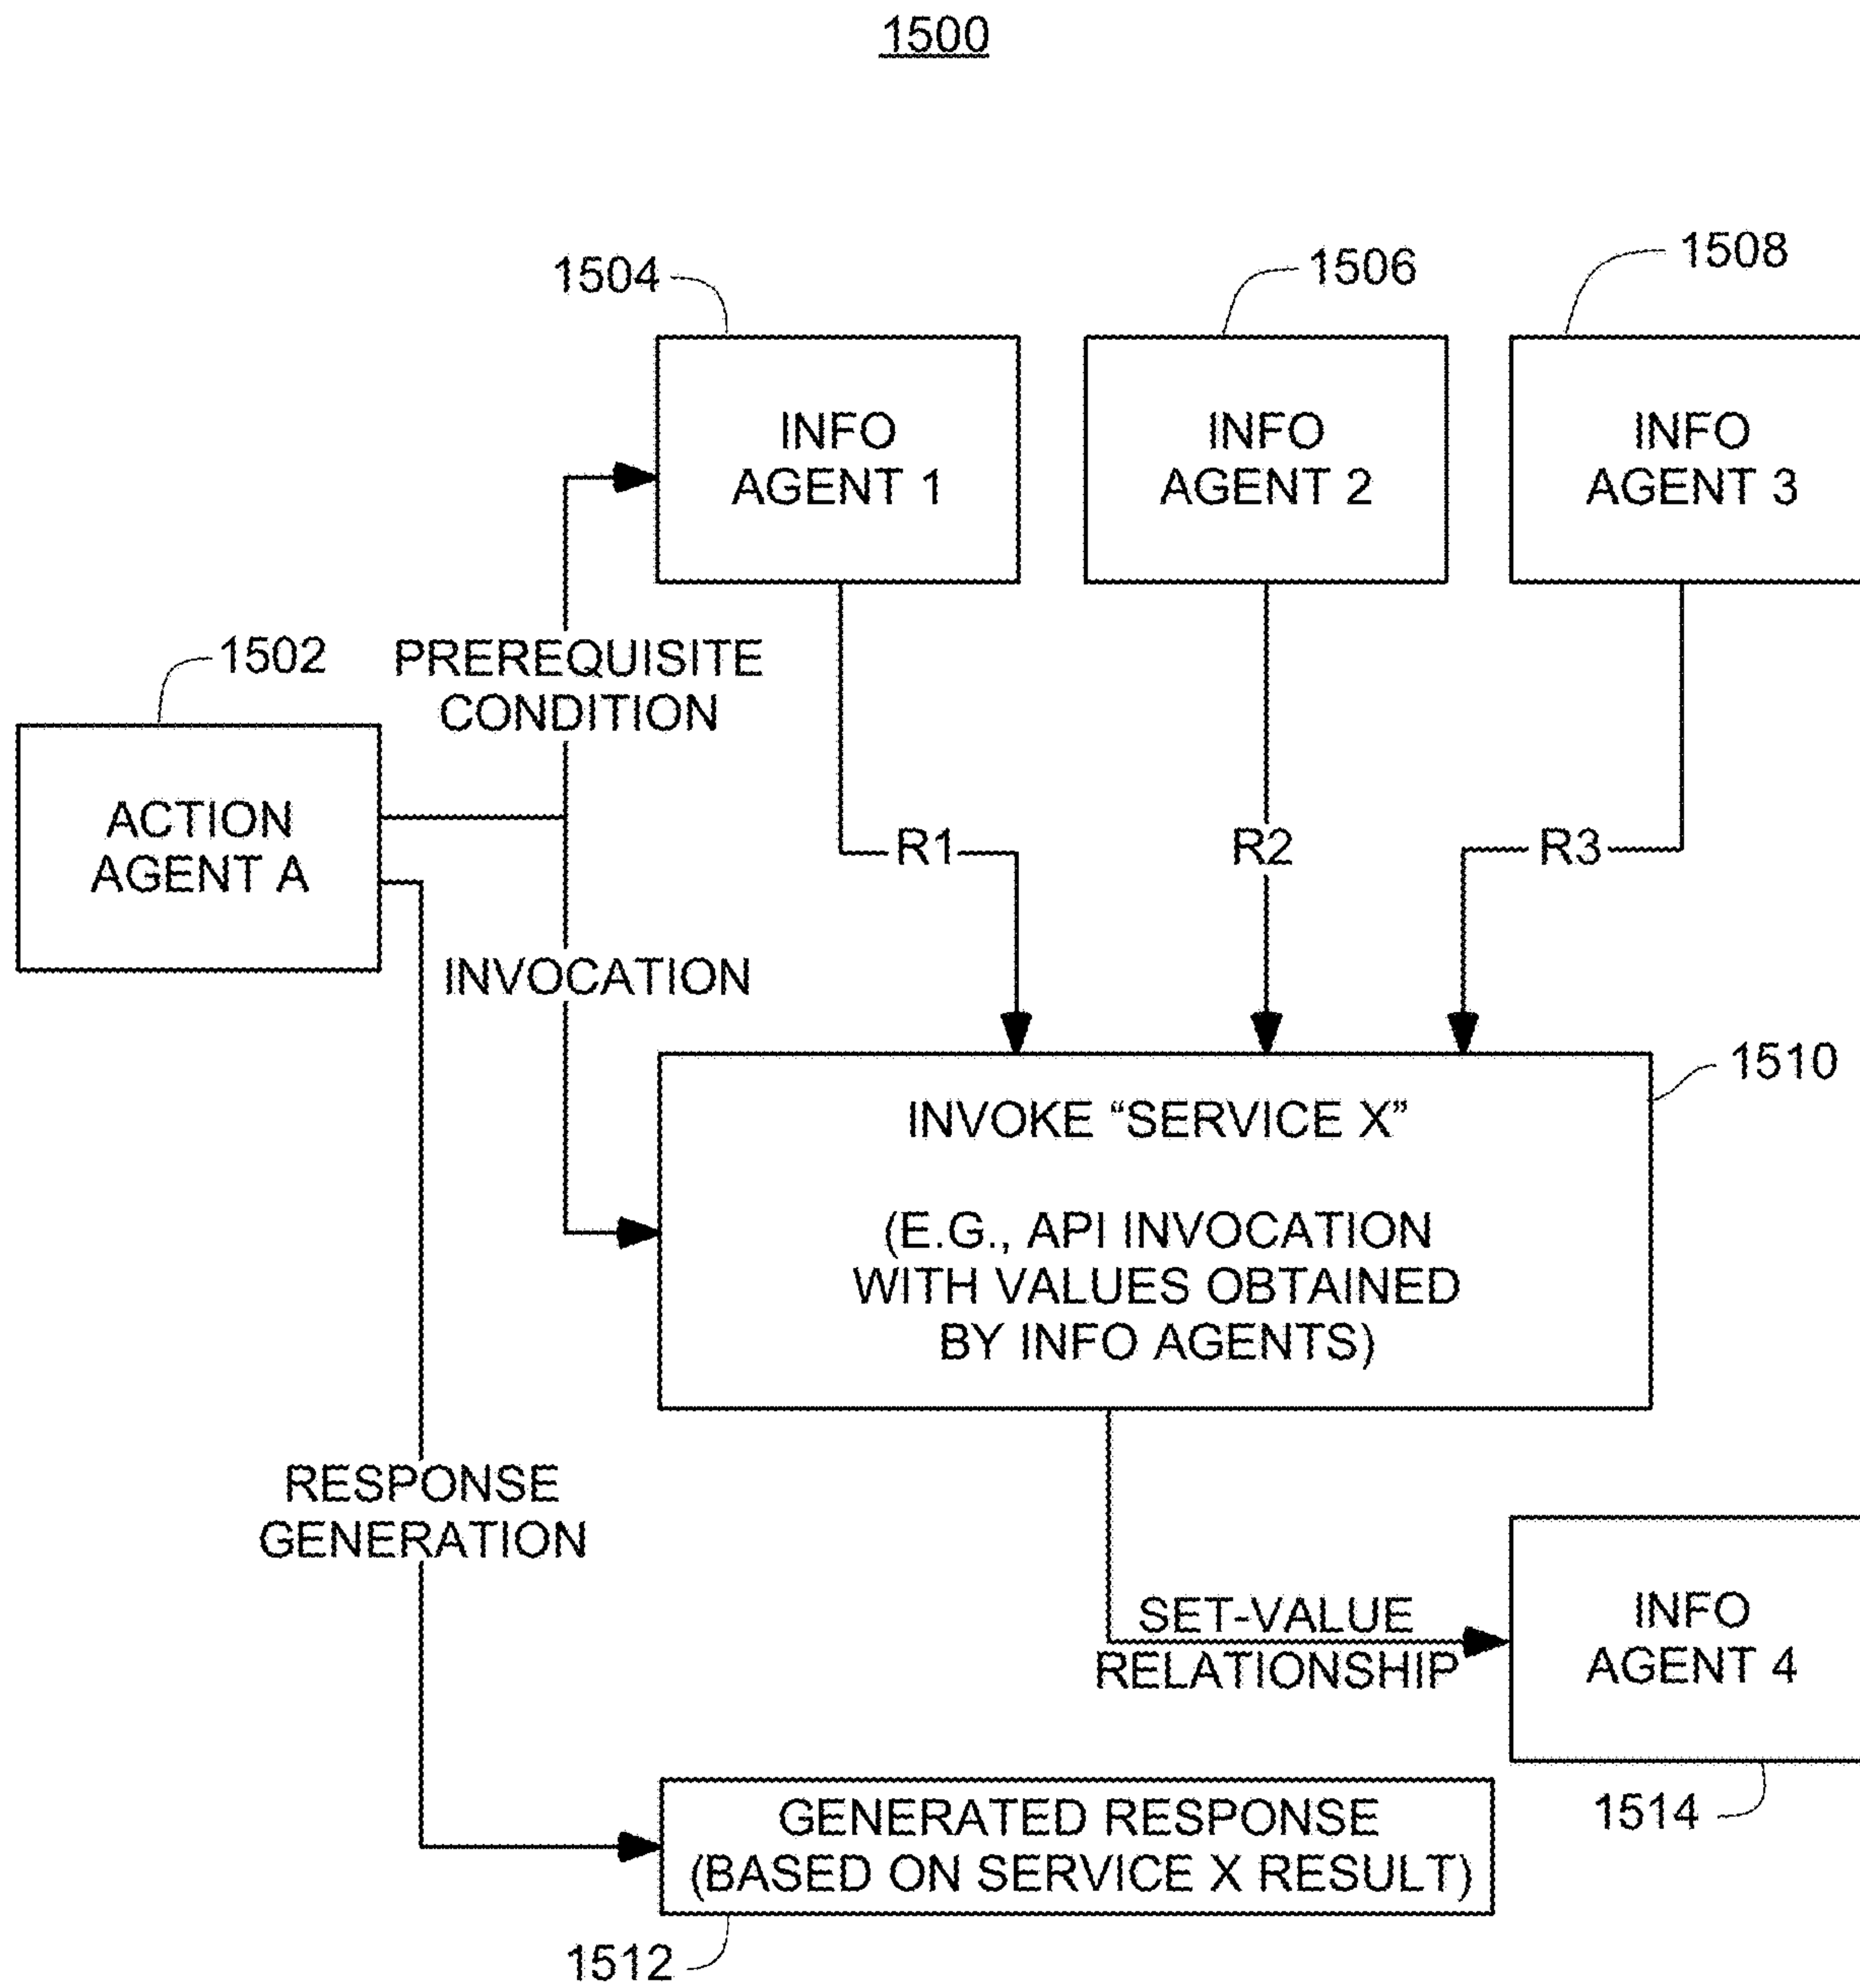 1500
1504
1506
1508
INFO
AGENT 1
INFO
AGENT 2
INFO
AGENT 3
1502
PREREQUISITE
CONDITION
ACTION
AGENT A
R1
R2
R3
INVOCATION
1510
INVOKE “SERVICE X”
(E.G., API INVOCATION
WITH VALUES OBTAINED
BY INFO AGENTS)
RESPONSE
GENERATION
SET-VALUE
RELATIONSHIP
INFO
AGENT 4
1514
GENERATED RESPONSE
(BASED ON SERVICE X RESULT)
1512